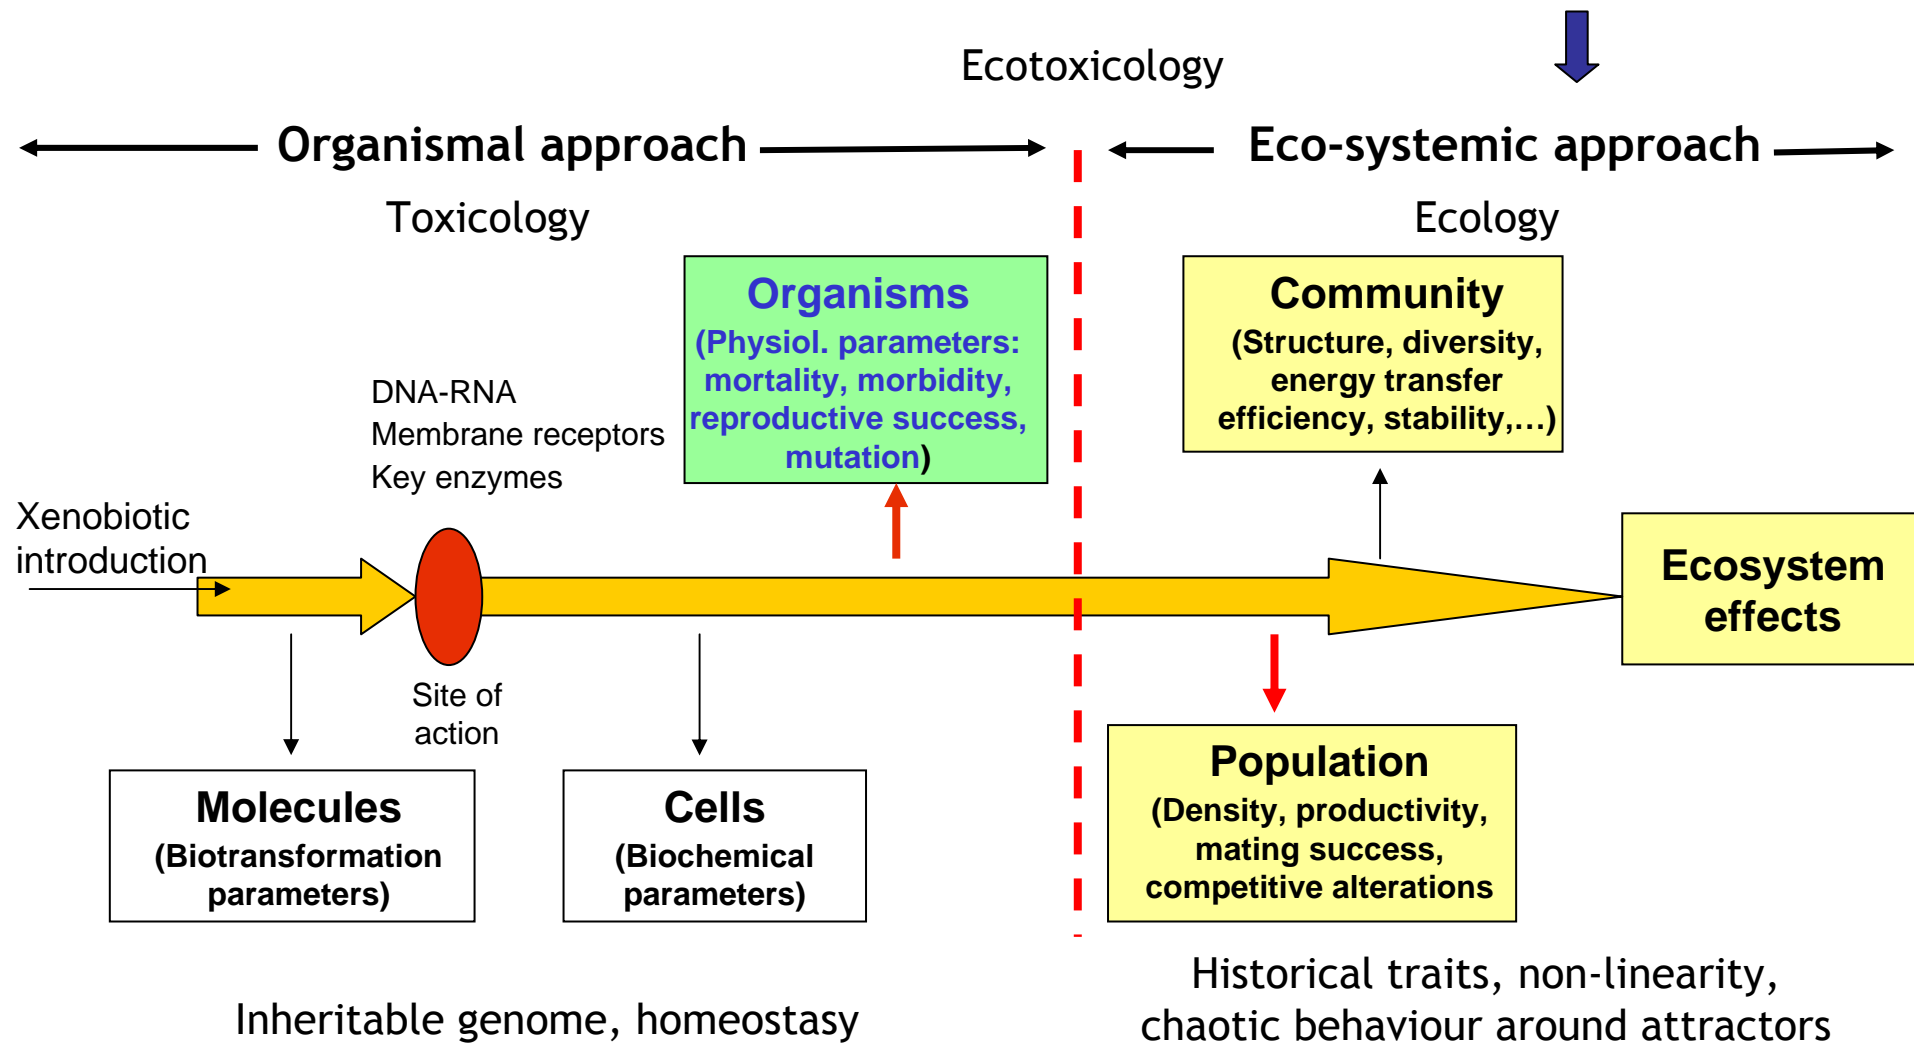 Ecotoxicology
Organismal approach
Eco-systemic approach
Toxicology
Ecology
Organisms
(Physiol. parameters:
mortality, morbidity,
reproductive success,
mutation)
Community
(Structure, diversity,
energy transfer
efficiency, stability,…)
DNA-RNA
Membrane receptors
Key enzymes
Xenobiotic
introduction
Ecosystem
effects
Site of
action
Molecules
(Biotransformation
parameters)
Cells
(Biochemical
parameters)
Population
(Density, productivity,
mating success,
competitive alterations
Inheritable genome, homeostasy
Historical traits, non-linearity,
chaotic behaviour around attractors